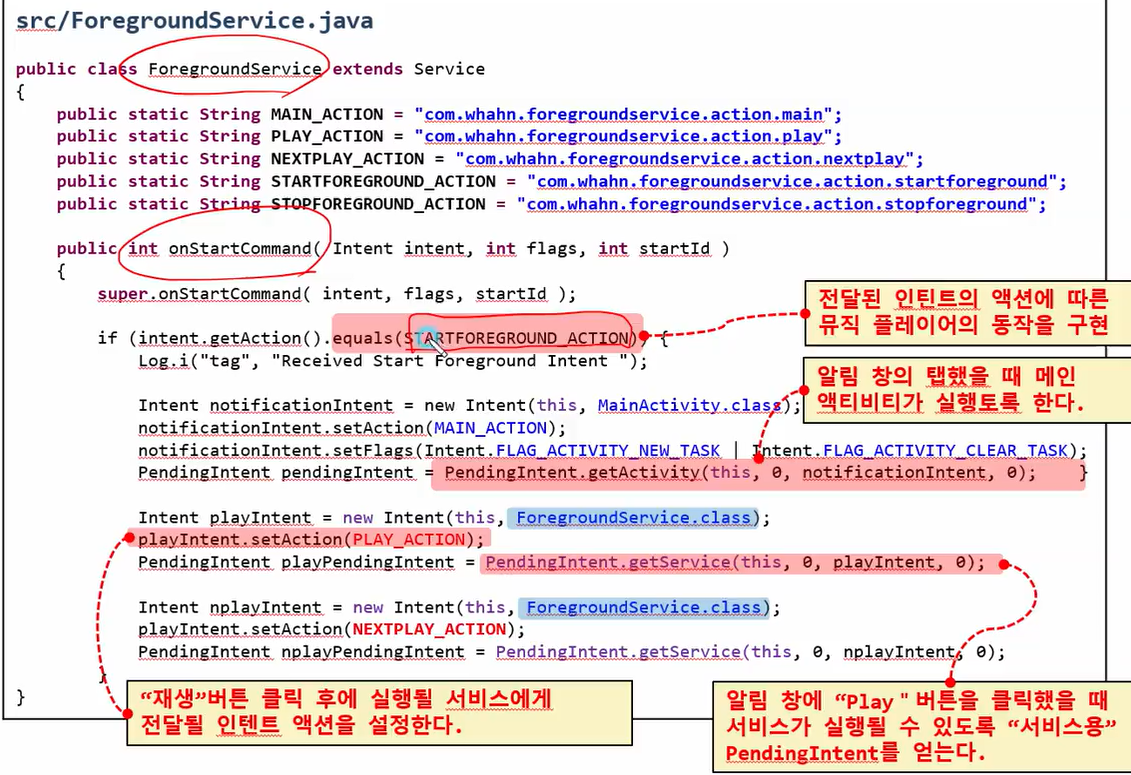 src/ForegroundService.java
public class ForegroundService extends Service
{
public static String MAIN_ACTION = "com.whahn.foregroundservice.action.main";
public static String PLAY_ACTION = "com.whahn.foregroundservice.action.play";
public static String NEXTPLAY_ACTION = "com.whahn.foregroundservice.action.nextplay";
public static String STARTFOREGROUND_ACTION = "com.whahn.foregroundservice.action.startforeground";
public static String STOPFOREGROUND_ACTION = "com.whahn.foregroundservice.action.stopforeground";
public int onStartCommand( Intent intent, int flags, int startId )
{
super.onStartCommand( intent, flags, startId );
if (intent.getAction().equals(STARTFOREGROUND_ACTION)) {
Log.i("tag", "Received Start Foreground Intent ");
Intent notificationIntent = new Intent(this, MainActivity.class);
notificationIntent.setAction(MAIN_ACTION);
notificationIntent.setFlags(Intent.FLAG_ACTIVITY_NEW_TASK | Intent.FLAG_ACTIVITY_CLEAR_TASK);
PendingIntent pendingIntent = PendingIntent.getActivity(this, 0, notificationIntent, 0); }
Intent playIntent = new Intent(this, ForegroundService.class);
playIntent.setAction(PLAY_ACTION);
PendingIntent playPendingIntent = PendingIntent.getService(this, 0, playIntent, 0);
Intent nplayIntent = new Intent(this, ForegroundService.class);
playIntent.setAction(NEXTPLAY_ACTION);
PendingIntent nplayPendingIntent = PendingIntent.getService(this, 0, nplayIntent, 0);
}
}
전달된 인틴트의 액션에 따른
뮤직 플레이어의 동작을 구현
알림 창의 탭했을 때 메인
액티비티가 실행토록 한다.
“재생”버튼 클릭 후에 실행될 서비스에게
전달될 인텐트 액션을 설정한다.
알림 창에 “Play"버튼을 클릭했을 때
서비스가 실행될 수 있도록 “서비스용”
PendingIntent를 얻는다.